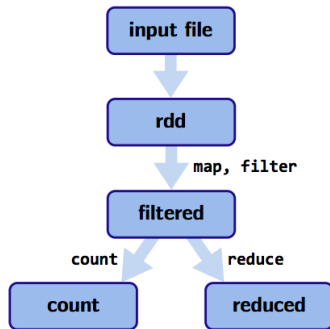 input file
rdd
map, filter
filtered
count
reduce
count
reduced